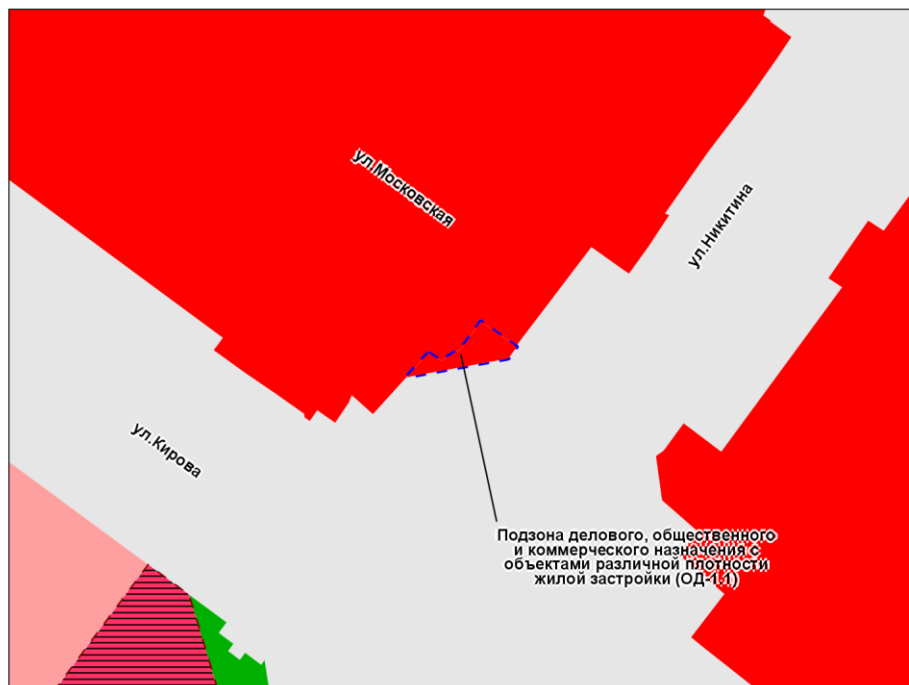 ул.Московская
ул.Никитина
ул.Кирова
Подзона делового, общественного
и коммерческого назначения с
объектами различной плотности
жилой застройки (ОД-1.1)